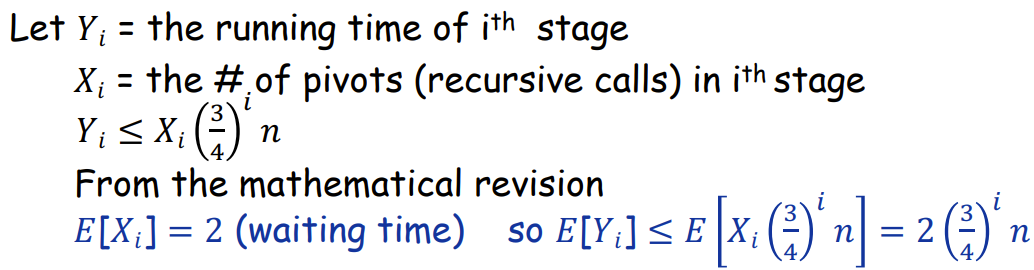 Let Y_i = the running time of i^th stage
X_i = the # of pivots (recursive calls) in i^th stage
Y_i ≤ X_i (3/4)^i n
From the mathematical revision
E[X_i] = 2 (waiting time) so E[Y_i] ≤ E[X_i (3/4)^i n] = 2 (3/4)^i n